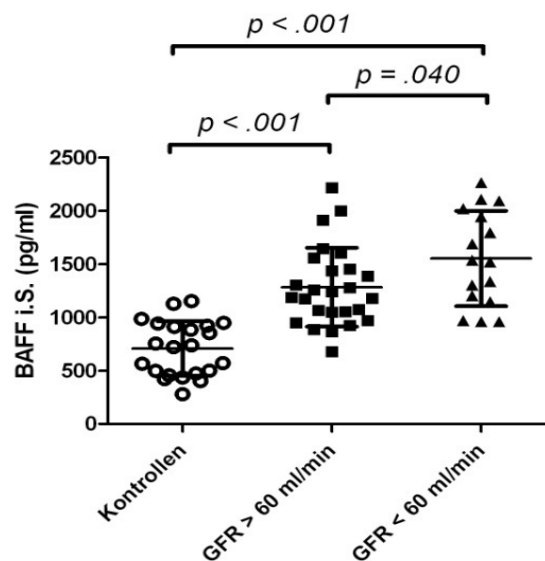 p < .001
p = .040
p < .001
BAFF i.S. (pg/ml)
2500
2000
1500
1000
500
0
Kontrollen
GFR > 60 ml/min
GFR < 60 ml/min